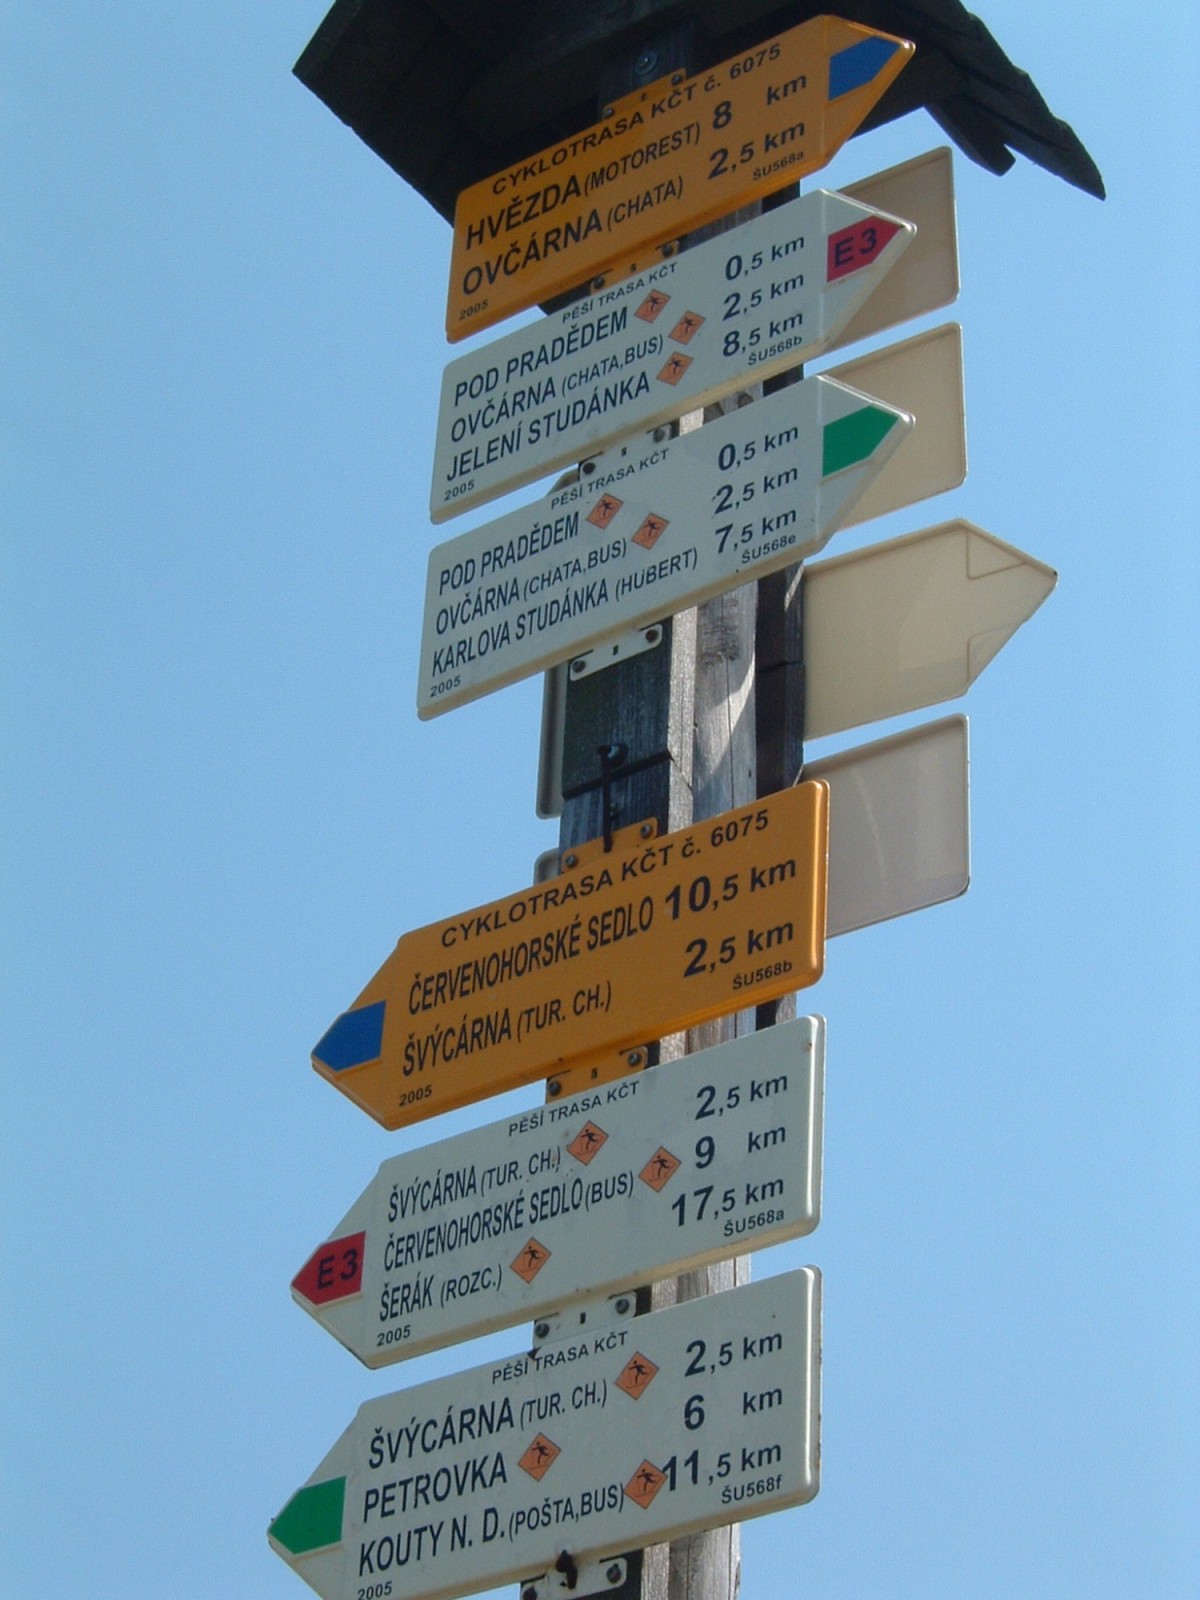 CYKLOTRASA KČT č. 6075
HVĚZDA (MOTOREST) 8 km
OVČÁRNA (CHATA) 2,5 km
2005 ŠU568a
PĚŠÍ TRASA KČT
POD PRADĚDEM 0,5 km
OVČÁRNA (CHATA,BUS) 2,5 km
JELENÍ STUDÁNKA 8,5 km
2005 ŠU568b
E3
PĚŠÍ TRASA KČT
POD PRADĚDEM 0,5 km
OVČÁRNA (CHATA,BUS) 2,5 km
KARLOVA STUDÁNKA (HUBERT) 7,5 km
2005 ŠU568e
CYKLOTRASA KČT č. 6075
ČERVENOHORSKÉ SEDLO 10,5 km
ŠVÝCÁRNA (TUR. CH.) 2,5 km
2005 ŠU568b
PĚŠÍ TRASA KČT
ŠVÝCÁRNA (TUR. CH.) 2,5 km
ČERVENOHORSKÉ SEDLO (BUS) 9 km
ŠERÁK (ROZC.) 17,5 km
2005 ŠU568a
E3
PĚŠÍ TRASA KČT
ŠVÝCÁRNA (TUR. CH.) 2,5 km
PETROVKA 6 km
KOUTY N. D. (POŠTA,BUS) 11,5 km
2005 ŠU568f